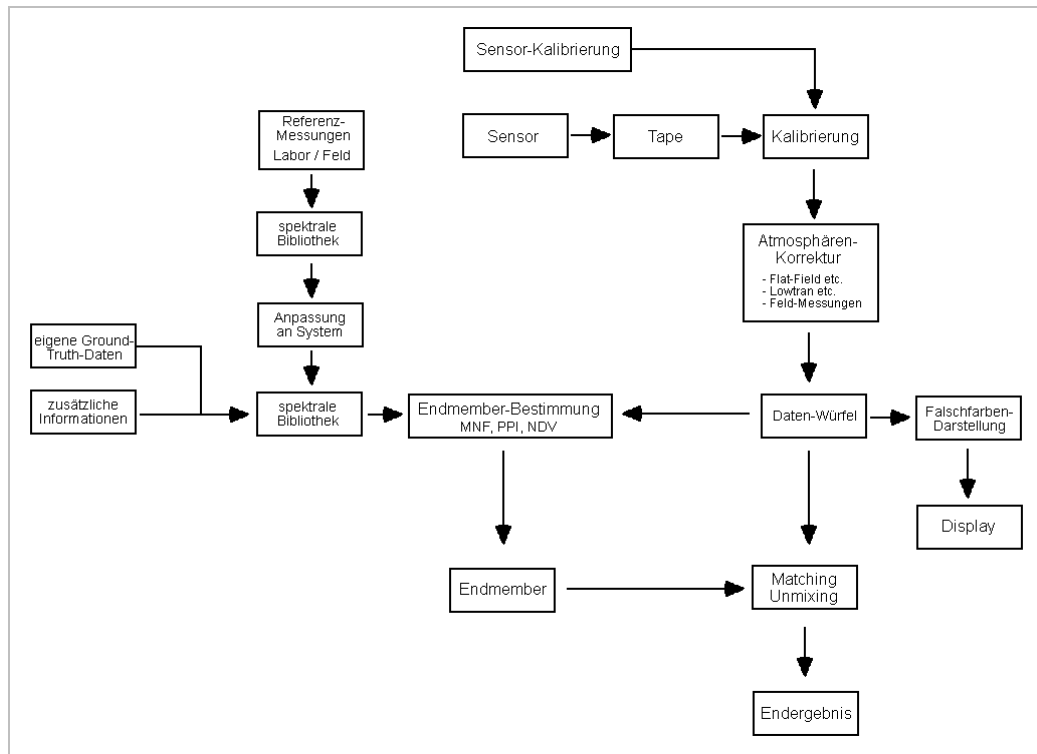 Sensor-Kalibrierung
Referenz-
Messungen
Labor / Feld
Sensor
Tape
Kalibrierung
spektrale
Bibliothek
Atmosphären-
Korrektur
- Flat-Field etc.
- Lowtran etc.
- Feld-Messungen
Anpassung
an System
eigene Ground-
Truth-Daten
zusätzliche
Informationen
spektrale
Bibliothek
Endmember-Bestimmung
MNF, PPI, NDV
Daten-Würfel
Falschfarben-
Darstellung
Display
Endmember
Matching
Unmixing
Endergebnis